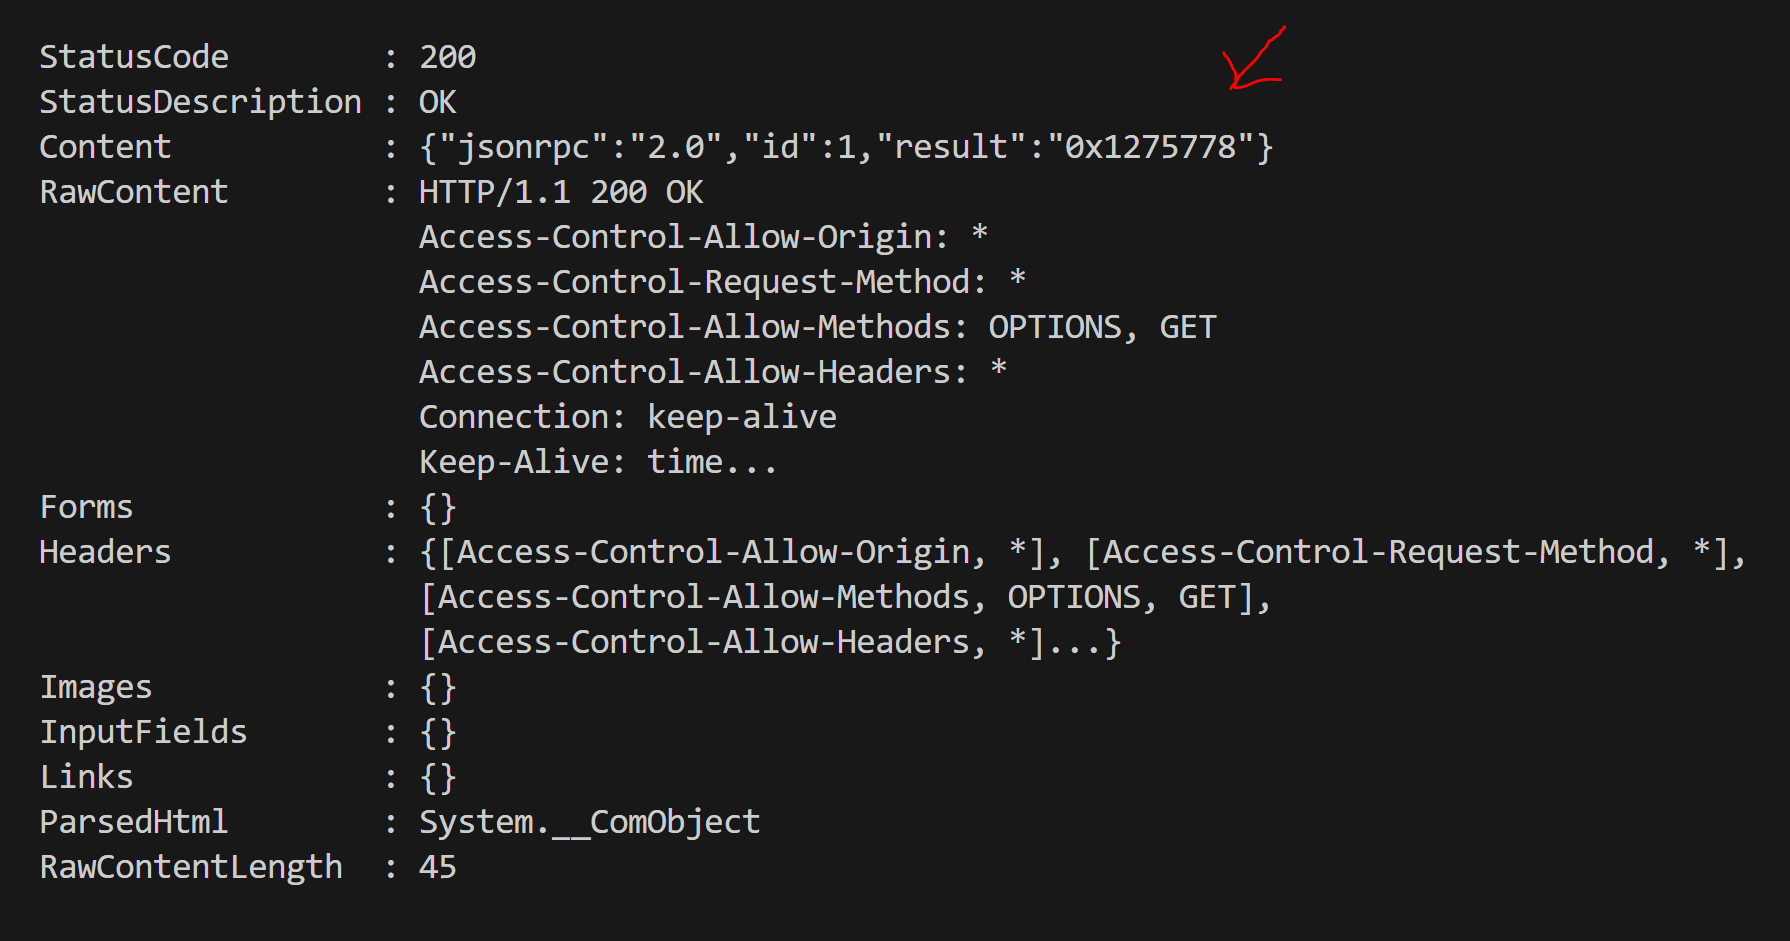 StatusCode : 200
StatusDescription : OK
Content : {"jsonrpc":"2.0","id":1,"result":"0x1275778"}
RawContent : HTTP/1.1 200 OK
Access-Control-Allow-Origin: *
Access-Control-Request-Method: *
Access-Control-Allow-Methods: OPTIONS, GET
Access-Control-Allow-Headers: *
Connection: keep-alive
Keep-Alive: time...
Forms : {}
Headers : {[Access-Control-Allow-Origin, *], [Access-Control-Request-Method, *],
[Access-Control-Allow-Methods, OPTIONS, GET],
[Access-Control-Allow-Headers, *]...}
Images : {}
InputFields : {}
Links : {}
ParsedHtml : System.__ComObject
RawContentLength : 45